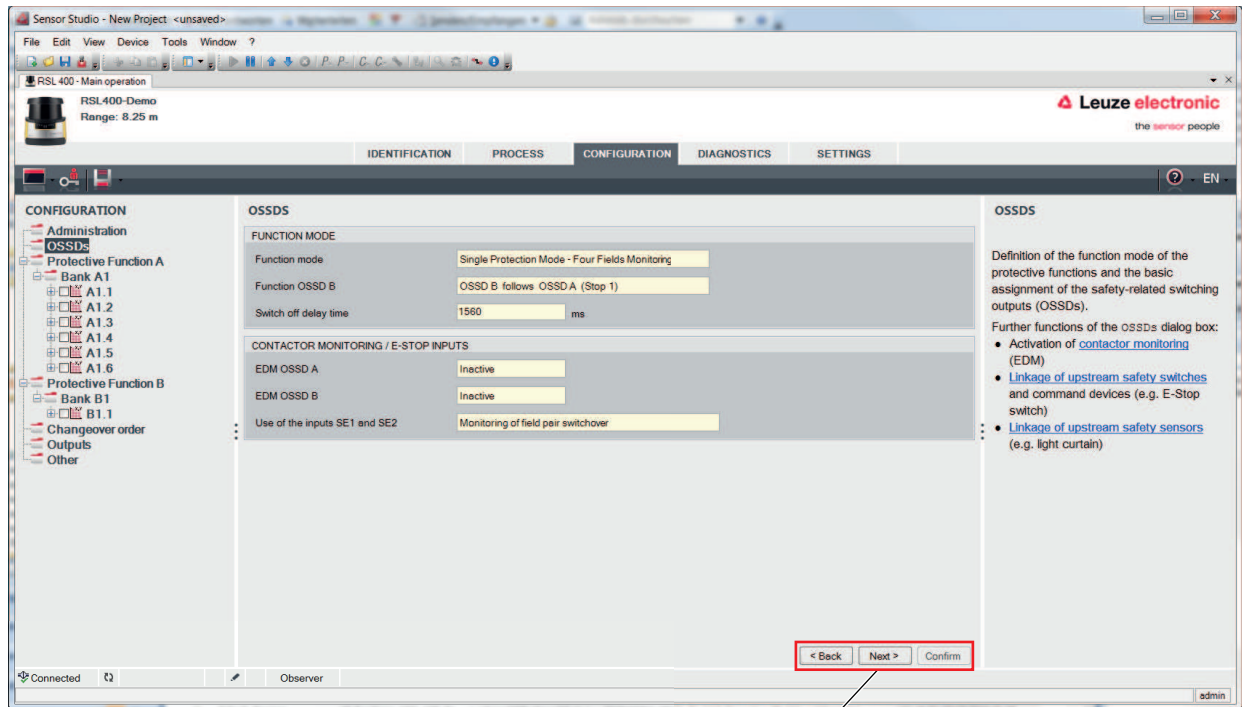 Sensor Studio - New Project <unsaved>
File Edit View Device Tools Window ?
RSL 400 - Main operation
RSL400-Demo
Range: 8.25 m
Leuze electronic
the sensor people
IDENTIFICATION PROCESS CONFIGURATION DIAGNOSTICS SETTINGS
EN
CONFIGURATION
Administration
OSSDs
Protective Function A
Bank A1
A1.1
A1.2
A1.3
A1.4
A1.5
A1.6
Protective Function B
Bank B1
B1.1
Changeover order
Outputs
Other
OSSDS
FUNCTION MODE
Function mode Single Protection Mode - Four Fields Monitoring
Function OSSD B OSSD B follows OSSD A (Stop 1)
Switch off delay time 1560 ms
CONTACTOR MONITORING / E-STOP INPUTS
EDM OSSD A Inactive
EDM OSSD B Inactive
Use of the inputs SE1 and SE2 Monitoring of field pair switchover
< Back Next > Confirm
OSSDS
Definition of the function mode of the
protective functions and the basic
assignment of the safety-related switching
outputs (OSSDs).
Further functions of the OSSDs dialog box:
• Activation of contactor monitoring
(EDM)
• Linkage of upstream safety switches
and command devices (e.g. E-Stop
switch)
• Linkage of upstream safety sensors
(e.g. light curtain)
Connected Observer
admin